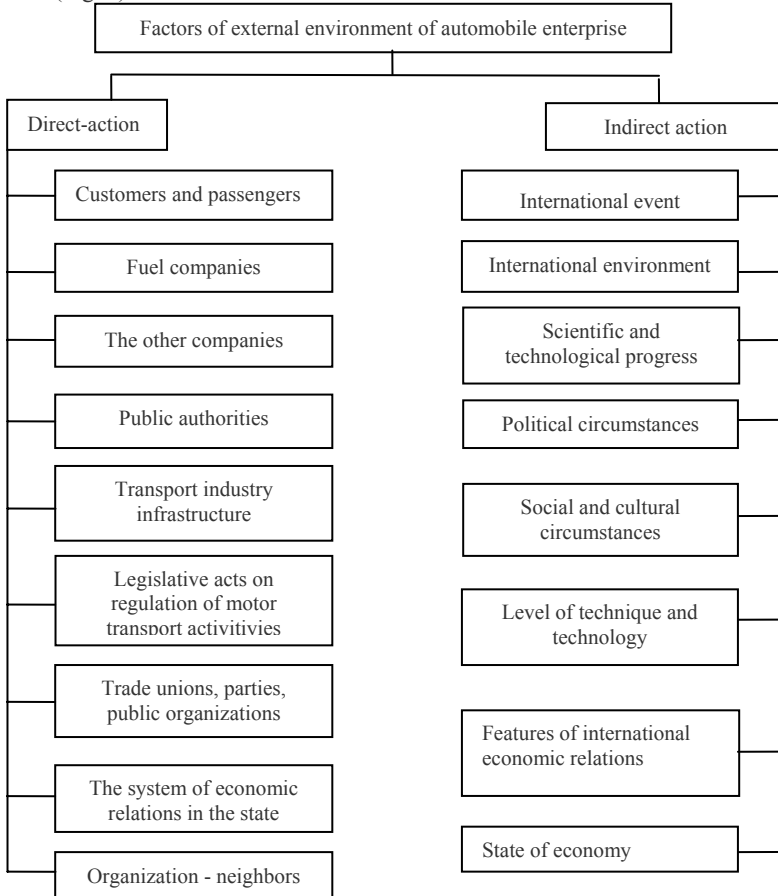 Factors of external environment of automobile enterprise
Direct-action
Indirect action
Customers and passengers
Fuel companies
The other companies
Public authorities
Transport industry
infrastructure
Legislative acts on
regulation of motor
transport activitivies
Trade unions, parties,
public organizations
The system of economic
relations in the state
Organization - neighbors
International event
International environment
Scientific and
technological progress
Political circumstances
Social and cultural
circumstances
Level of technique and
technology
Features of international
economic relations
State of economy